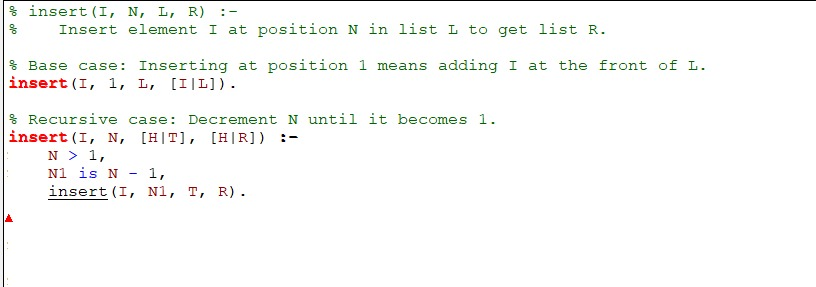 % insert(I, N, L, R) :-
%    Insert element I at position N in list L to get list R.
% Base case: Inserting at position 1 means adding I at the front of L.
insert(I, 1, L, [I|L]).
% Recursive case: Decrement N until it becomes 1.
insert(I, N, [H|T], [H|R]) :-
    N > 1,
    N1 is N - 1,
    insert(I, N1, T, R).